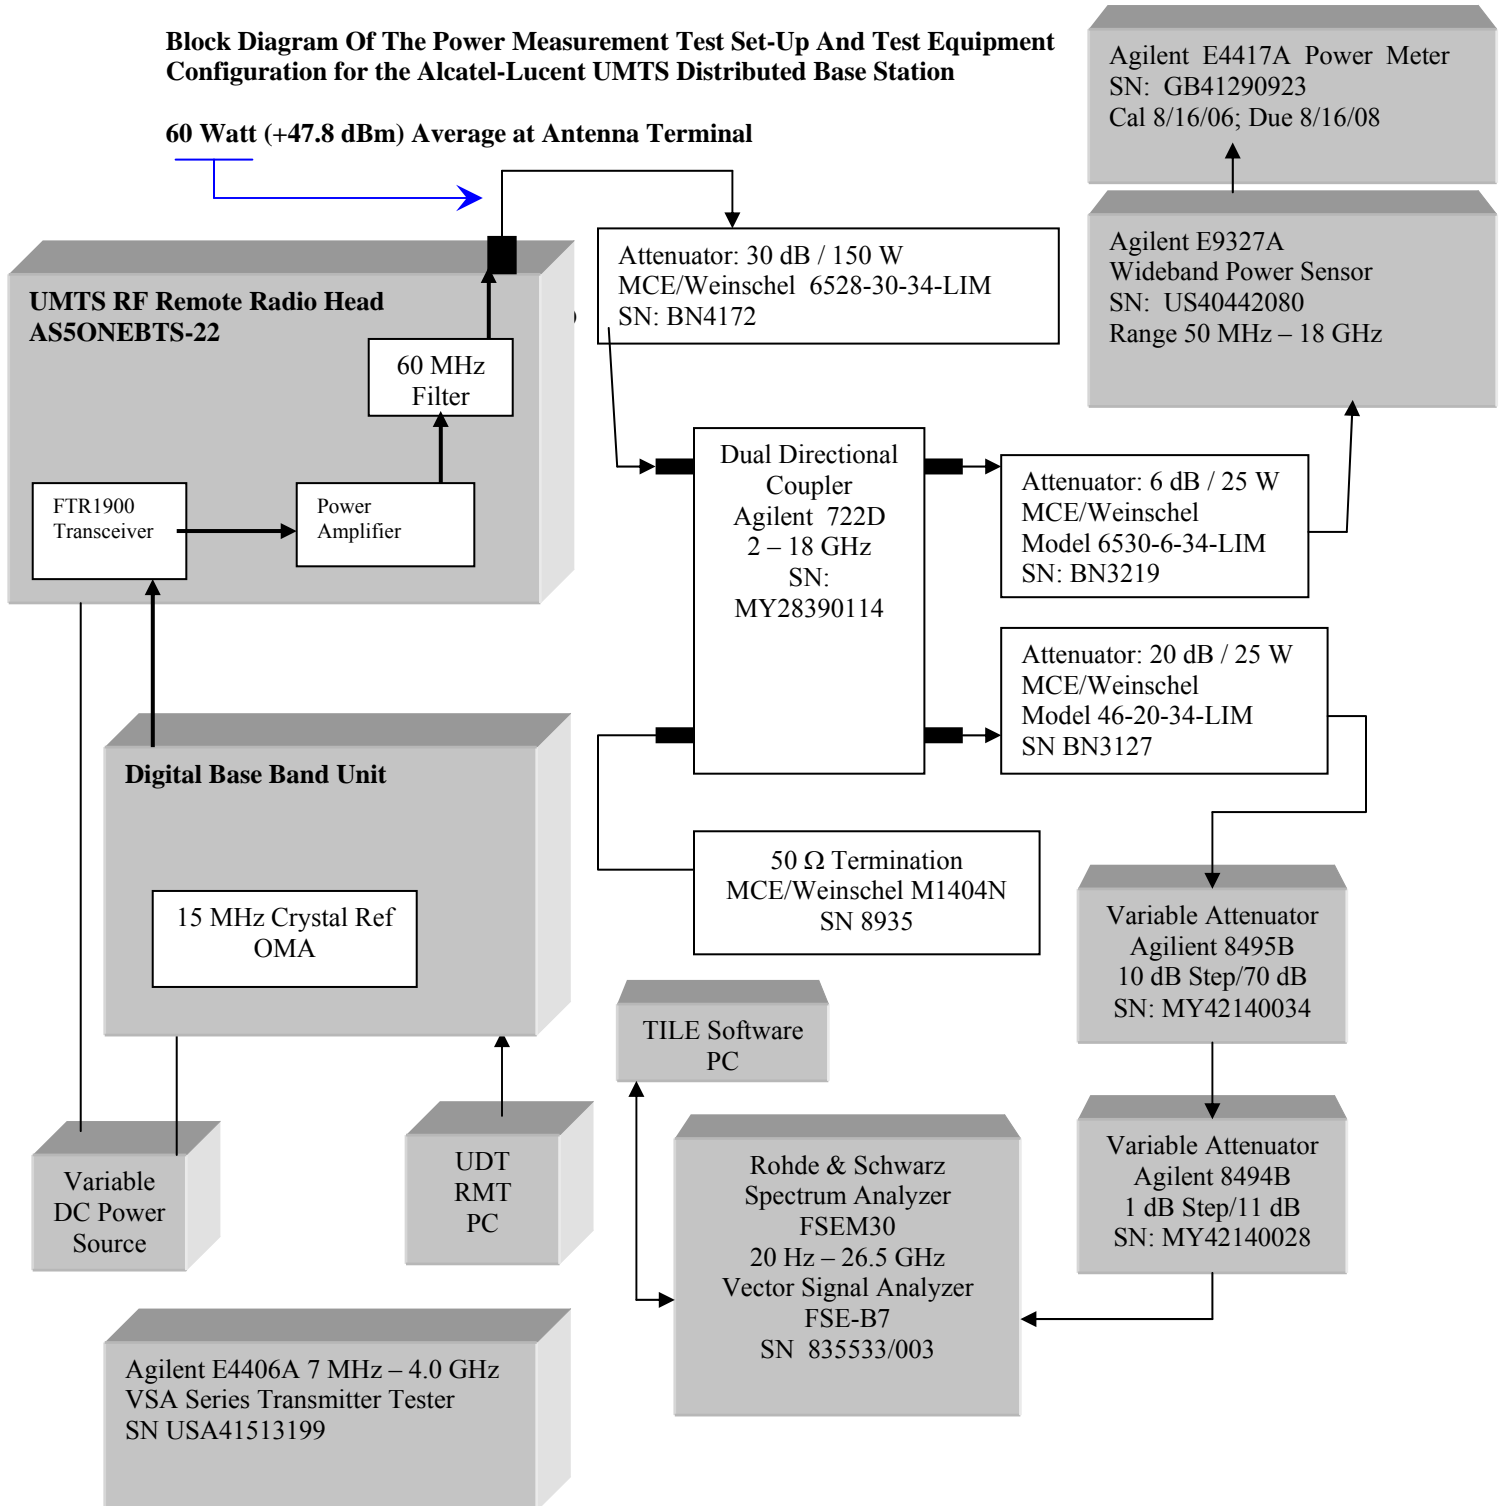 Block Diagram Of The Power Measurement Test Set-Up And Test Equipment
Configuration for the Alcatel-Lucent UMTS Distributed Base Station
60 Watt (+47.8 dBm) Average at Antenna Terminal
Agilent E4417A Power Meter
SN: GB41290923
Cal 8/16/06; Due 8/16/08
Agilent E9327A
Wideband Power Sensor
SN: US40442080
Range 50 MHz – 18 GHz
Attenuator: 30 dB / 150 W
MCE/Weinschel 6528-30-34-LIM
SN: BN4172
UMTS RF Remote Radio Head
AS5ONEBTS-22
60 MHz
Filter
FTR1900
Transceiver
Power
Amplifier
Dual Directional
Coupler
Agilent 722D
2 – 18 GHz
SN:
MY28390114
Attenuator: 6 dB / 25 W
MCE/Weinschel
Model 6530-6-34-LIM
SN: BN3219
Attenuator: 20 dB / 25 W
MCE/Weinschel
Model 46-20-34-LIM
SN BN3127
Digital Base Band Unit
15 MHz Crystal Ref
OMA
50 Ω Termination
MCE/Weinschel M1404N
SN 8935
Variable Attenuator
Agilient 8495B
10 dB Step/70 dB
SN: MY42140034
TILE Software
PC
Variable Attenuator
Agilent 8494B
1 dB Step/11 dB
SN: MY42140028
Variable
DC Power
Source
UDT
RMT
PC
Rohde & Schwarz
Spectrum Analyzer
FSEM30
20 Hz – 26.5 GHz
Vector Signal Analyzer
FSE-B7
SN 835533/003
Agilent E4406A 7 MHz – 4.0 GHz
VSA Series Transmitter Tester
SN USA41513199